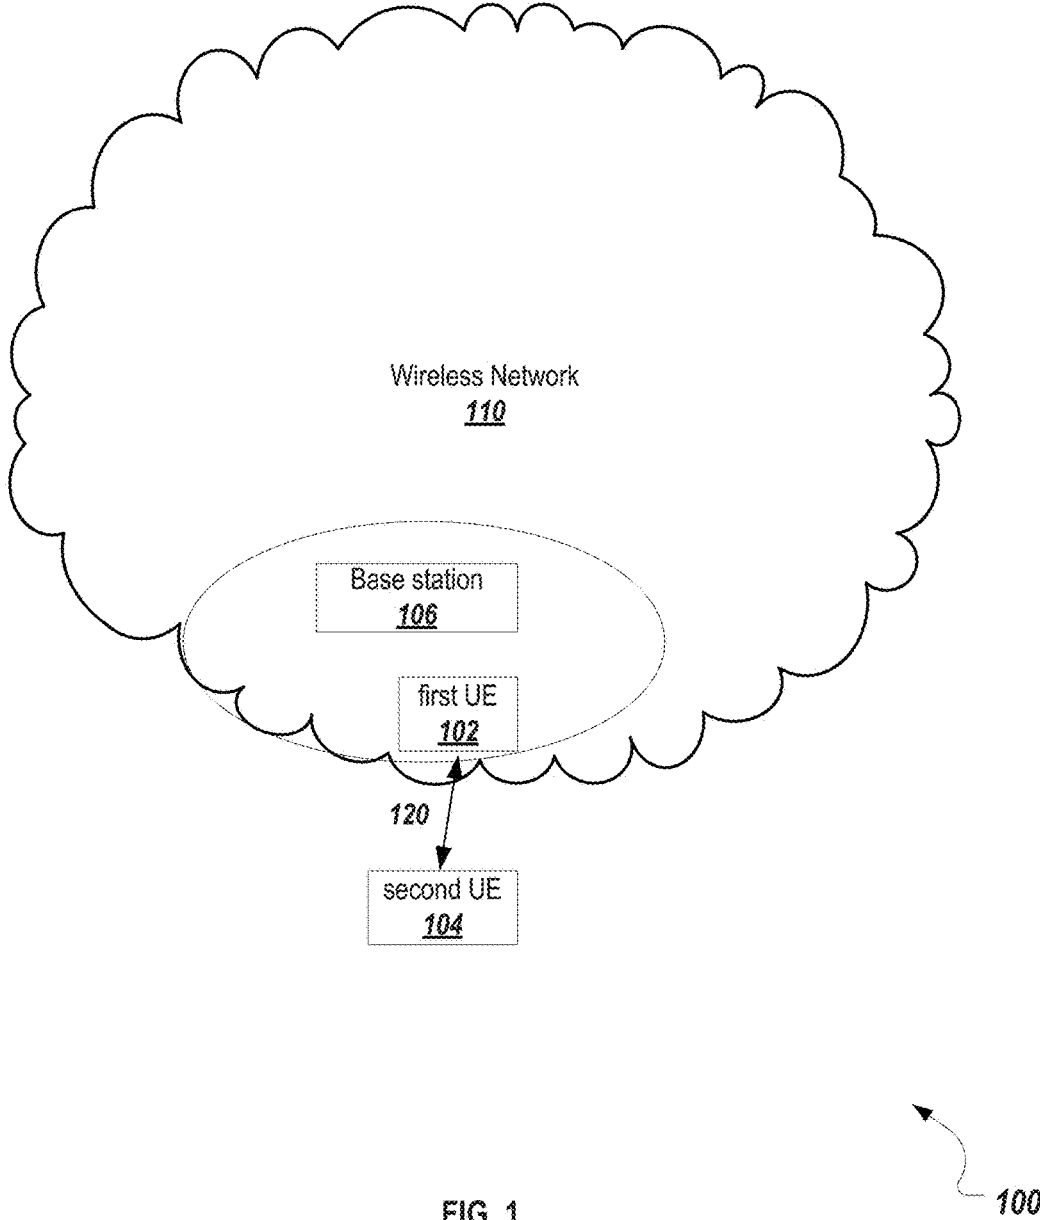 Wireless Network
110
Base station
106
first UE
102
120
second UE
104
100
FIG. 1